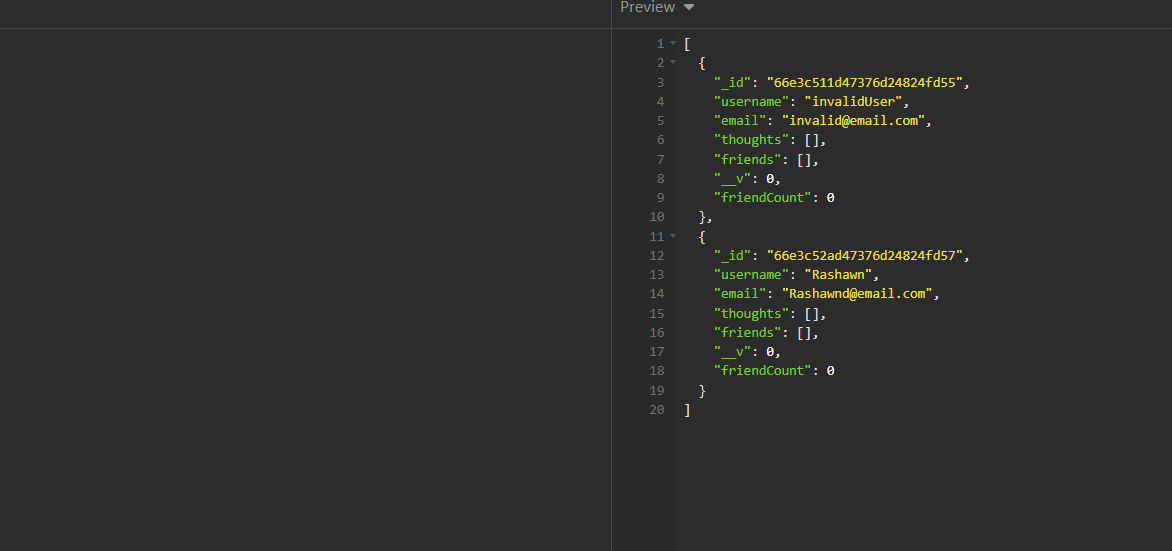 Preview
1 [
2 {
3 "_id": "66e3c511d47376d24824fd55",
4 "username": "invalidUser",
5 "email": "invalid@email.com",
6 "thoughts": [],
7 "friends": [],
8 "__v": 0,
9 "friendCount": 0
10 },
11 {
12 "_id": "66e3c52ad47376d24824fd57",
13 "username": "Rashawn",
14 "email": "Rashawnd@email.com",
15 "thoughts": [],
16 "friends": [],
17 "__v": 0,
18 "friendCount": 0
19 }
20 ]